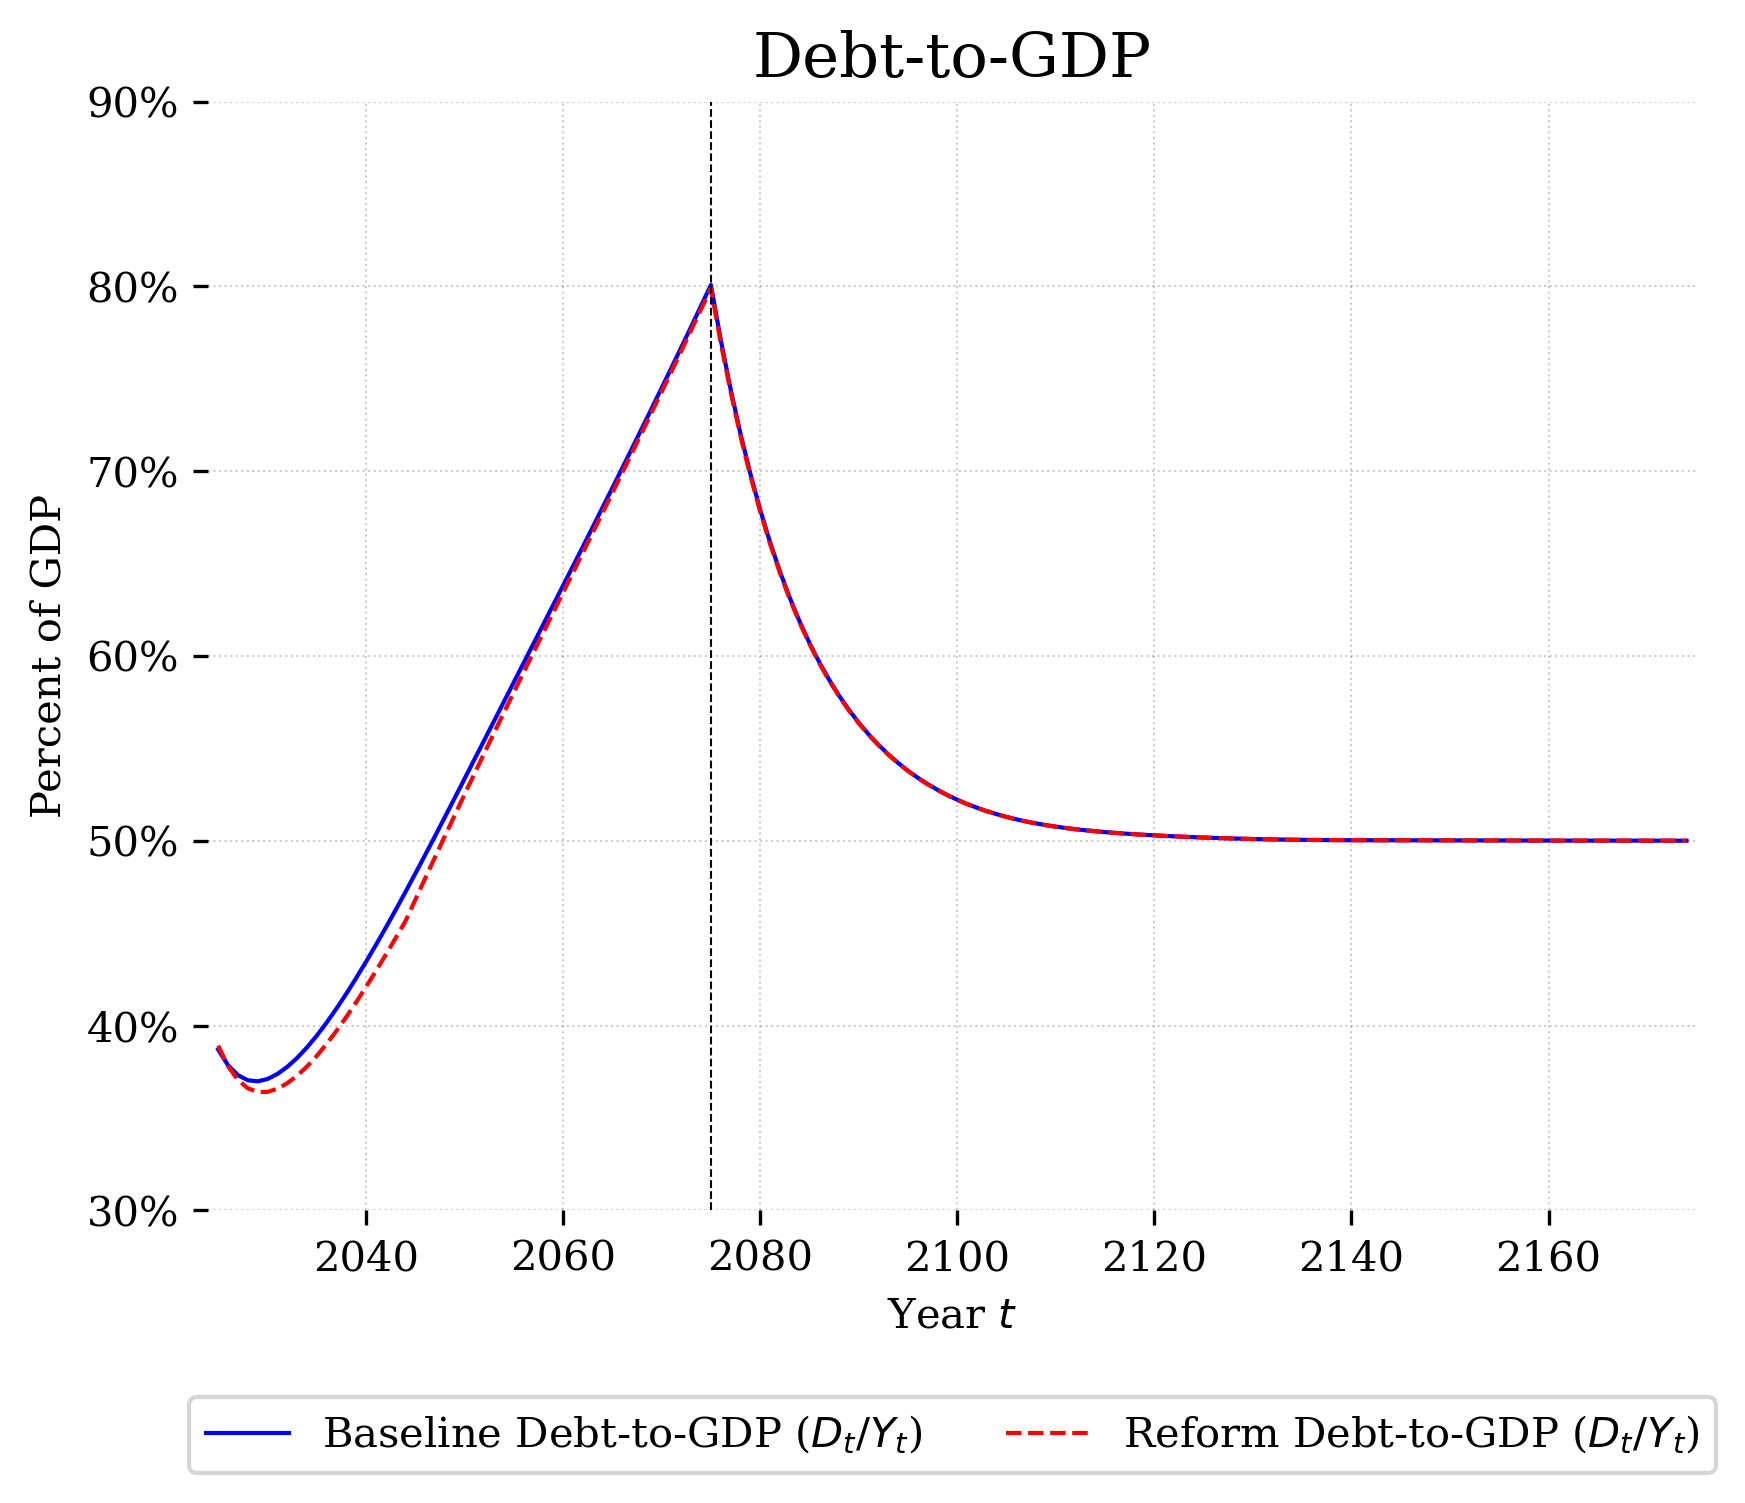 Debt-to-GDP
90%
80%
70%
60%
50%
40%
30%
Percent of GDP
2040 2060 2080 2100 2120 2140 2160
Year t
Baseline Debt-to-GDP (Dₜ/Yₜ) Reform Debt-to-GDP (Dₜ/Yₜ)